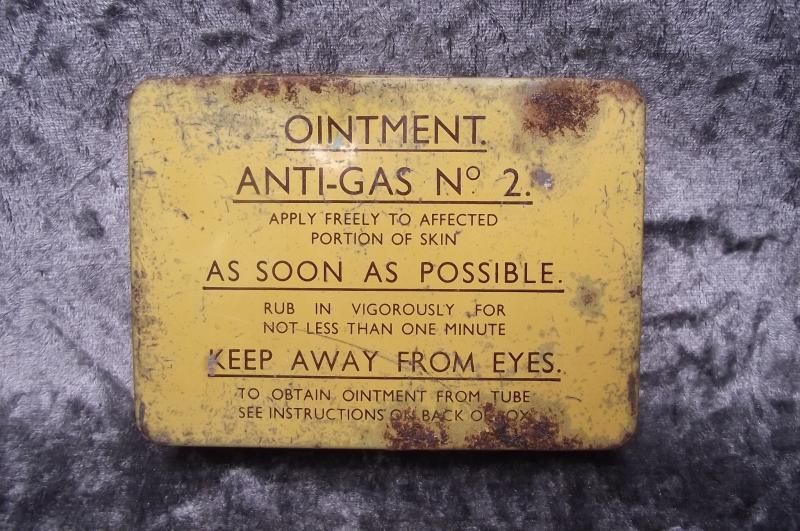 OINTMENT.
ANTI-GAS Nº 2.
APPLY FREELY TO AFFECTED
PORTION OF SKIN
AS SOON AS POSSIBLE.
RUB IN VIGOROUSLY FOR
NOT LESS THAN ONE MINUTE
KEEP AWAY FROM EYES.
TO OBTAIN OINTMENT FROM TUBE
SEE INSTRUCTIONS ON BACK OF BOX